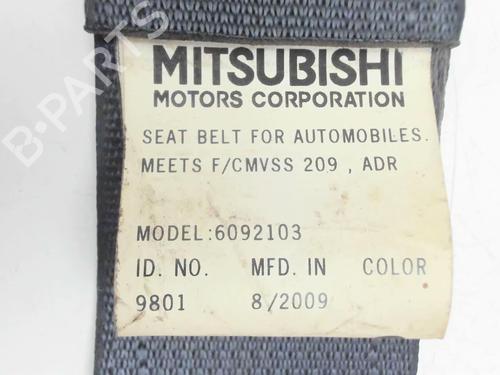 B-PARTS
MITSUBISHI
MOTORS CORPORATION
SEAT BELT FOR AUTOMOBILES.
MEETS F/CMVSS 209 , ADR
MODEL:6092103
ID. NO. MFD. IN COLOR
9801 8/2009